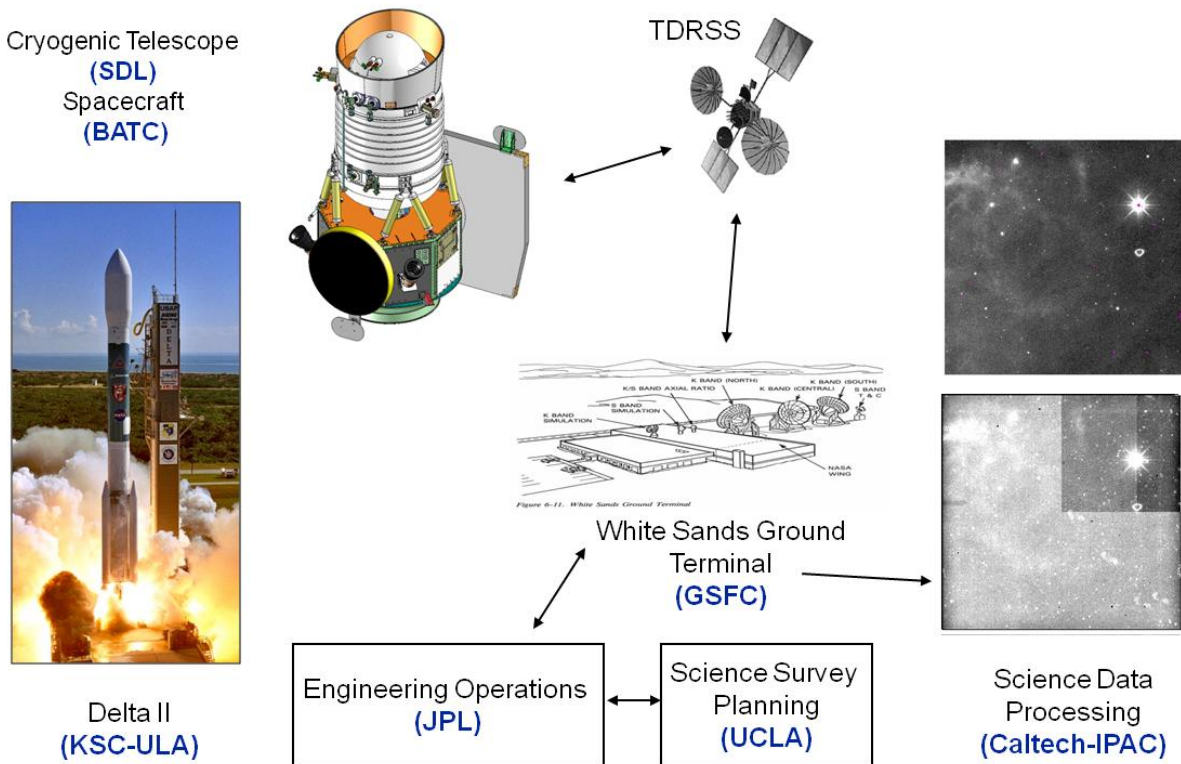 Cryogenic Telescope
(SDL)
Spacecraft
(BATC)
TDRSS
K BAND (NORTH)
K BAND (SOUTH)
K/S BAND AXIAL RATIO
K BAND (CENTRAL)
S BAND
T & C
S BAND
SIMULATION
K BAND
SIMULATION
NASA
WING
Figure 6-11. White Sands Ground Terminal
White Sands Ground
Terminal
(GSFC)
DELTA
Engineering Operations
(JPL)
Science Survey
Planning
(UCLA)
Delta II
(KSC-ULA)
Science Data
Processing
(Caltech-IPAC)